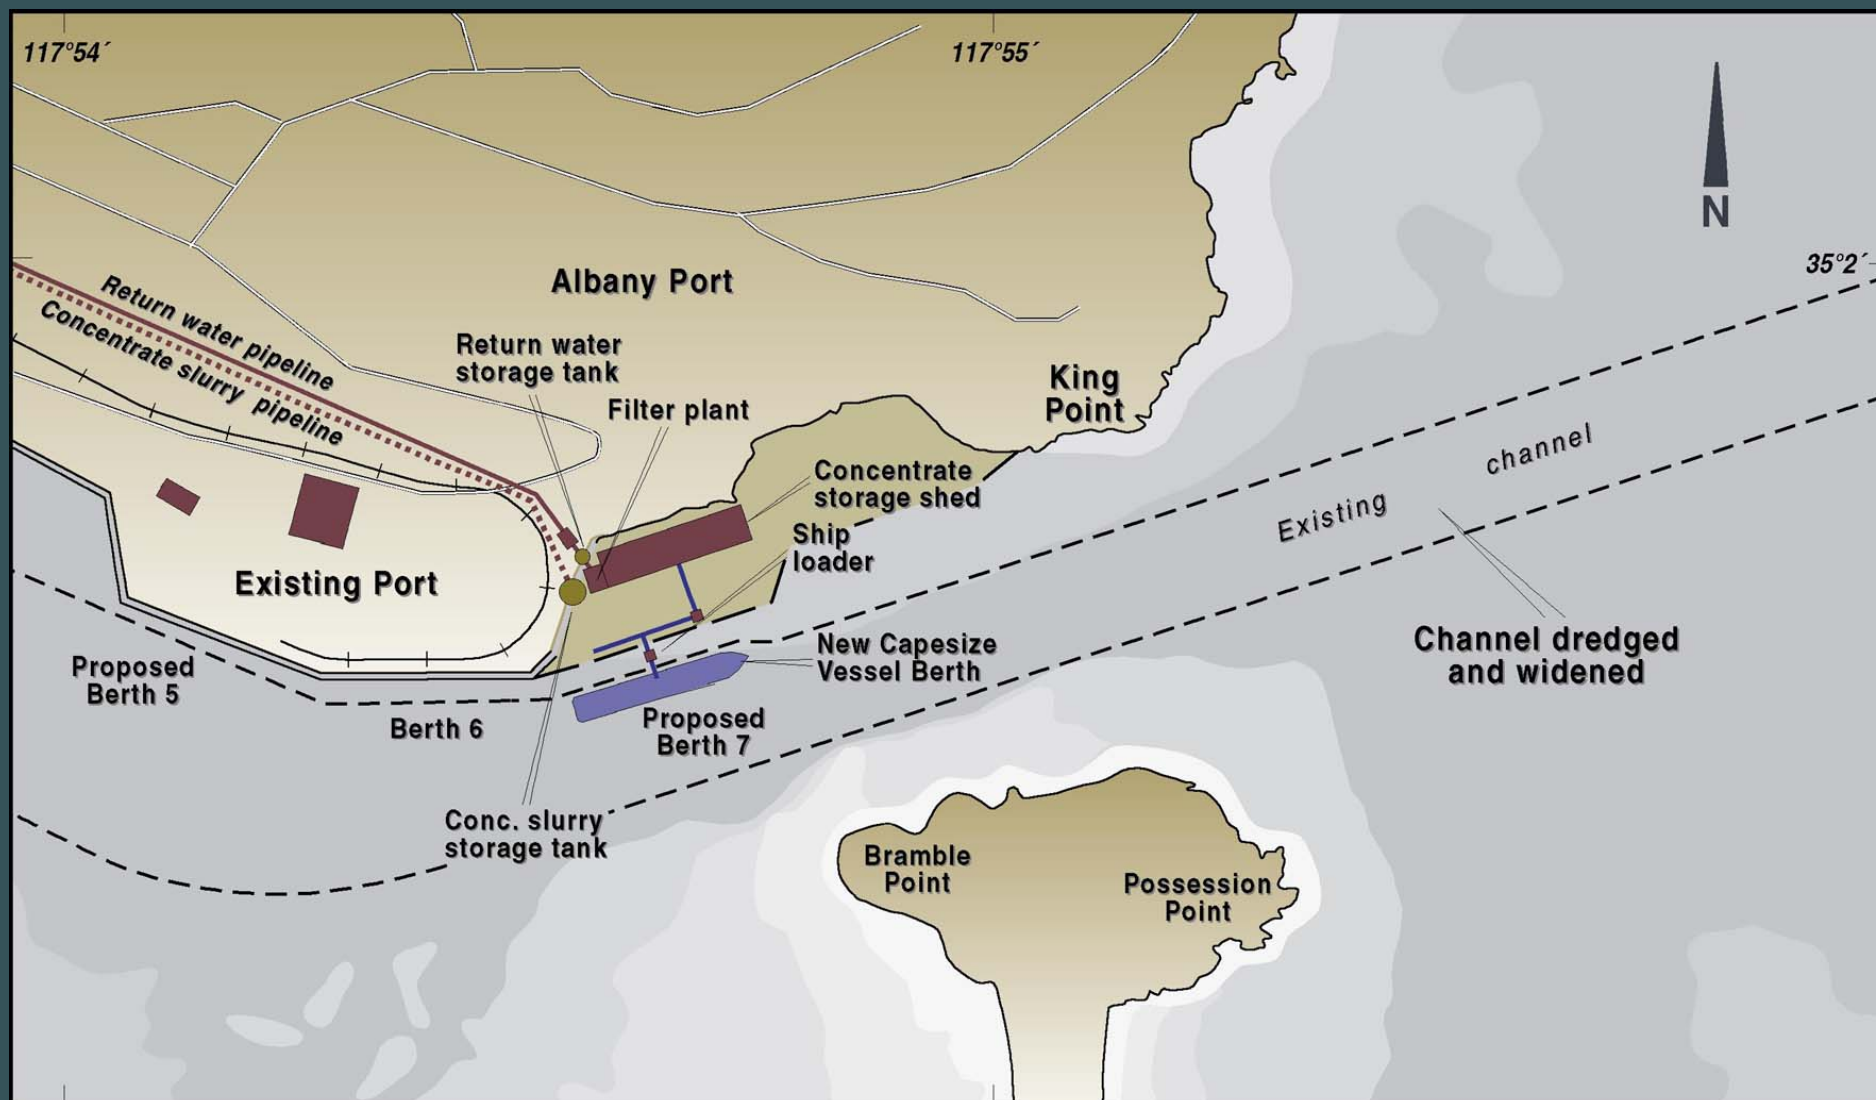 117°54´
117°55´
N
35°2´
Albany Port
Return water pipeline
Concentrate slurry pipeline
Return water
storage tank
Filter plant
King
Point
Concentrate
storage shed
Ship
loader
Existing channel
Existing Port
New Capesize
Vessel Berth
Channel dredged
and widened
Proposed
Berth 5
Berth 6
Proposed
Berth 7
Conc. slurry
storage tank
Bramble
Point
Possession
Point